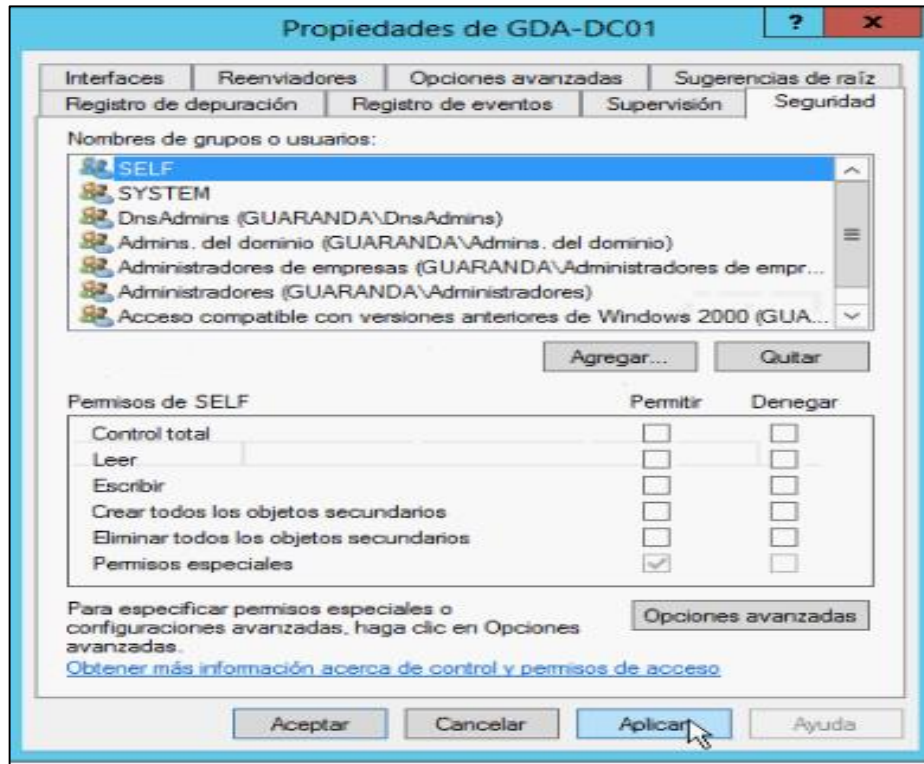 Propiedades de GDA-DC01
?
x
Interfaces
Reenviadores
Opciones avanzadas
Sugerencias de raíz
Registro de depuración
Registro de eventos
Supervisión
Seguridad
Nombres de grupos o usuarios:
SELF
SYSTEM
DnsAdmins (GUARANDA\DnsAdmins)
Admins. del dominio (GUARANDA\Admins. del dominio)
Administradores de empresas (GUARANDA\Administradores de empr...
Administradores (GUARANDA\Administradores)
Acceso compatible con versiones anteriores de Windows 2000 (GUA...
Agregar...
Quitar
Permisos de SELF
Permitir
Denegar
Control total
Leer
Escribir
Crear todos los objetos secundarios
Eliminar todos los objetos secundarios
Permisos especiales
Para especificar permisos especiales o
configuraciones avanzadas, haga clic en Opciones
avanzadas.
Opciones avanzadas
Obtener más información acerca de control y permisos de acceso
Aceptar
Cancelar
Aplicar
Ayuda